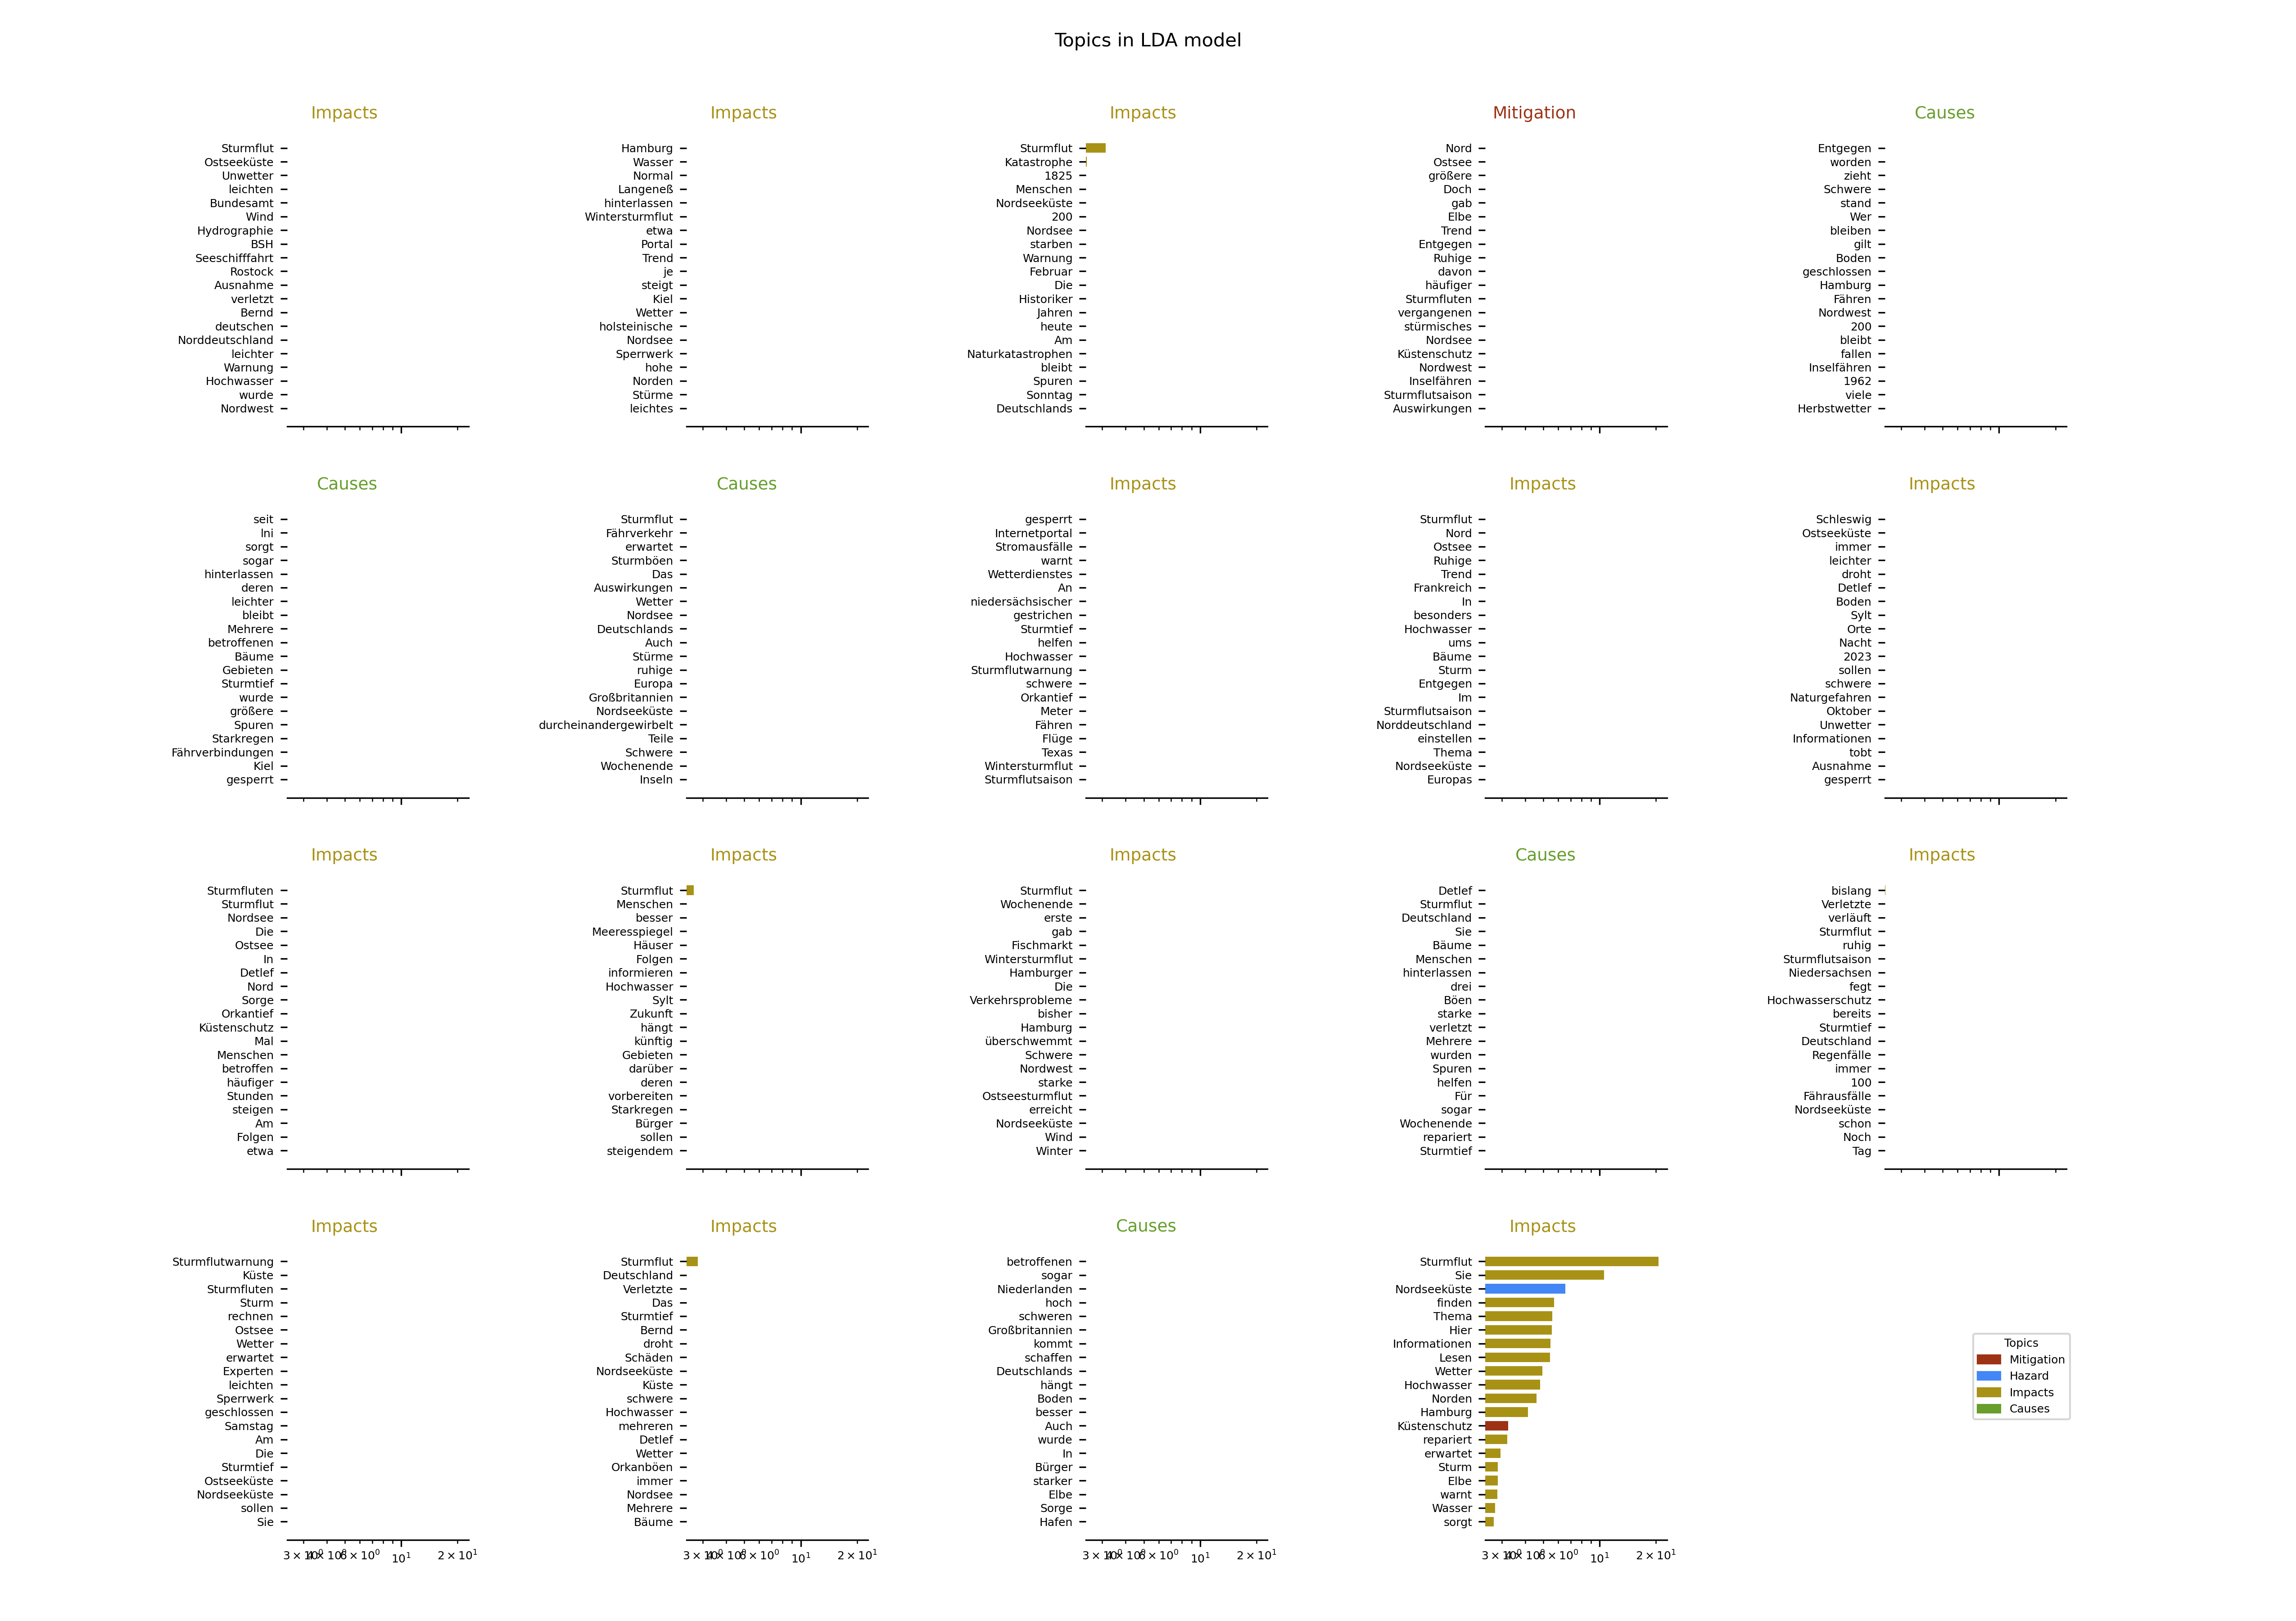 Topics in LDA model
Impacts
Sturmflut
Ostseeküste
Unwetter
leichten
Bundesamt
Wind
Hydrographie
BSH
Seeschifffahrt
Rostock
Ausnahme
verletzt
Bernd
deutschen
Norddeutschland
leichter
Warnung
Hochwasser
wurde
Nordwest
Impacts
Hamburg
Wasser
Normal
Langeneß
hinterlassen
Wintersturmflut
etwa
Portal
Trend
je
steigt
Kiel
Wetter
holsteinische
Nordsee
Sperrwerk
hohe
Norden
Stürme
leichtes
Impacts
Sturmflut
Katastrophe
1825
Menschen
Nordseeküste
200
Nordsee
starben
Warnung
Februar
Die
Historiker
Jahren
heute
Am
Naturkatastrophen
bleibt
Spuren
Sonntag
Deutschlands
Mitigation
Nord
Ostsee
größere
Doch
gab
Elbe
Trend
Entgegen
Ruhige
davon
häufiger
Sturmfluten
vergangenen
stürmisches
Nordsee
Küstenschutz
Nordwest
Inselfähren
Sturmflutsaison
Auswirkungen
Causes
Entgegen
worden
zieht
Schwere
stand
Wer
bleiben
gilt
Boden
geschlossen
Hamburg
Fähren
Nordwest
200
bleibt
fallen
Inselfähren
1962
viele
Herbstwetter
Causes
seit
Ini
sorgt
sogar
hinterlassen
deren
leichter
bleibt
Mehrere
betroffenen
Bäume
Gebieten
Sturmtief
wurde
größere
Spuren
Starkregen
Fährverbindungen
Kiel
gesperrt
Causes
Sturmflut
Fährverkehr
erwartet
Sturmböen
Das
Auswirkungen
Wetter
Nordsee
Deutschlands
Auch
Stürme
ruhige
Europa
Großbritannien
Nordseeküste
durcheinandergewirbelt
Teile
Schwere
Wochenende
Inseln
Impacts
gesperrt
Internetportal
Stromausfälle
warnt
Wetterdienstes
An
niedersächsischer
gestrichen
Sturmtief
helfen
Hochwasser
Sturmflutwarnung
schwere
Orkantief
Meter
Fähren
Flüge
Texas
Wintersturmflut
Sturmflutsaison
Impacts
Sturmflut
Nord
Ostsee
Ruhige
Trend
Frankreich
In
besonders
Hochwasser
ums
Bäume
Sturm
Entgegen
Im
Sturmflutsaison
Norddeutschland
einstellen
Thema
Nordseeküste
Europas
Impacts
Schleswig
Ostseeküste
immer
leichter
droht
Detlef
Boden
Sylt
Orte
Nacht
2023
sollen
schwere
Naturgefahren
Oktober
Unwetter
Informationen
tobt
Ausnahme
gesperrt
Impacts
Sturmfluten
Sturmflut
Nordsee
Die
Ostsee
In
Detlef
Nord
Sorge
Orkantief
Küstenschutz
Mal
Menschen
betroffen
häufiger
Stunden
steigen
Am
Folgen
etwa
Impacts
Sturmflut
Menschen
besser
Meeresspiegel
Häuser
Folgen
informieren
Hochwasser
Sylt
Zukunft
hängt
künftig
Gebieten
darüber
deren
vorbereiten
Starkregen
Bürger
sollen
steigendem
Impacts
Sturmflut
Wochenende
erste
gab
Fischmarkt
Wintersturmflut
Hamburger
Die
Verkehrsprobleme
bisher
Hamburg
überschwemmt
Schwere
Nordwest
starke
Ostseesturmflut
erreicht
Nordseeküste
Wind
Winter
Causes
Detlef
Sturmflut
Deutschland
Sie
Bäume
Menschen
hinterlassen
drei
Böen
starke
verletzt
Mehrere
wurden
Spuren
helfen
Für
sogar
Wochenende
repariert
Sturmtief
Impacts
bislang
Verletzte
verläuft
Sturmflut
ruhig
Sturmflutsaison
Niedersachsen
fegt
Hochwasserschutz
bereits
Sturmtief
Deutschland
Regenfälle
immer
100
Fährausfälle
Nordseeküste
schon
Noch
Tag
Impacts
Sturmflutwarnung
Küste
Sturmfluten
Sturm
rechnen
Ostsee
Wetter
erwartet
Experten
leichten
Sperrwerk
geschlossen
Samstag
Am
Die
Sturmtief
Ostseeküste
Nordseeküste
sollen
Sie
Impacts
Sturmflut
Deutschland
Verletzte
Das
Sturmtief
Bernd
droht
Schäden
Nordseeküste
Küste
schwere
Hochwasser
mehreren
Detlef
Wetter
Orkanböen
immer
Nordsee
Mehrere
Bäume
Causes
betroffenen
sogar
Niederlanden
hoch
schweren
Großbritannien
kommt
schaffen
Deutschlands
hängt
Boden
besser
Auch
wurde
In
Bürger
starker
Elbe
Sorge
Hafen
Impacts
Sturmflut
Sie
Nordseeküste
finden
Thema
Hier
Informationen
Lesen
Wetter
Hochwasser
Norden
Hamburg
Küstenschutz
repariert
erwartet
Sturm
Elbe
warnt
Wasser
sorgt
Topics
Mitigation
Hazard
Impacts
Causes
10¹ 2 × 10¹
10¹ 2 × 10¹
10¹ 2 × 10¹
10¹ 2 × 10¹